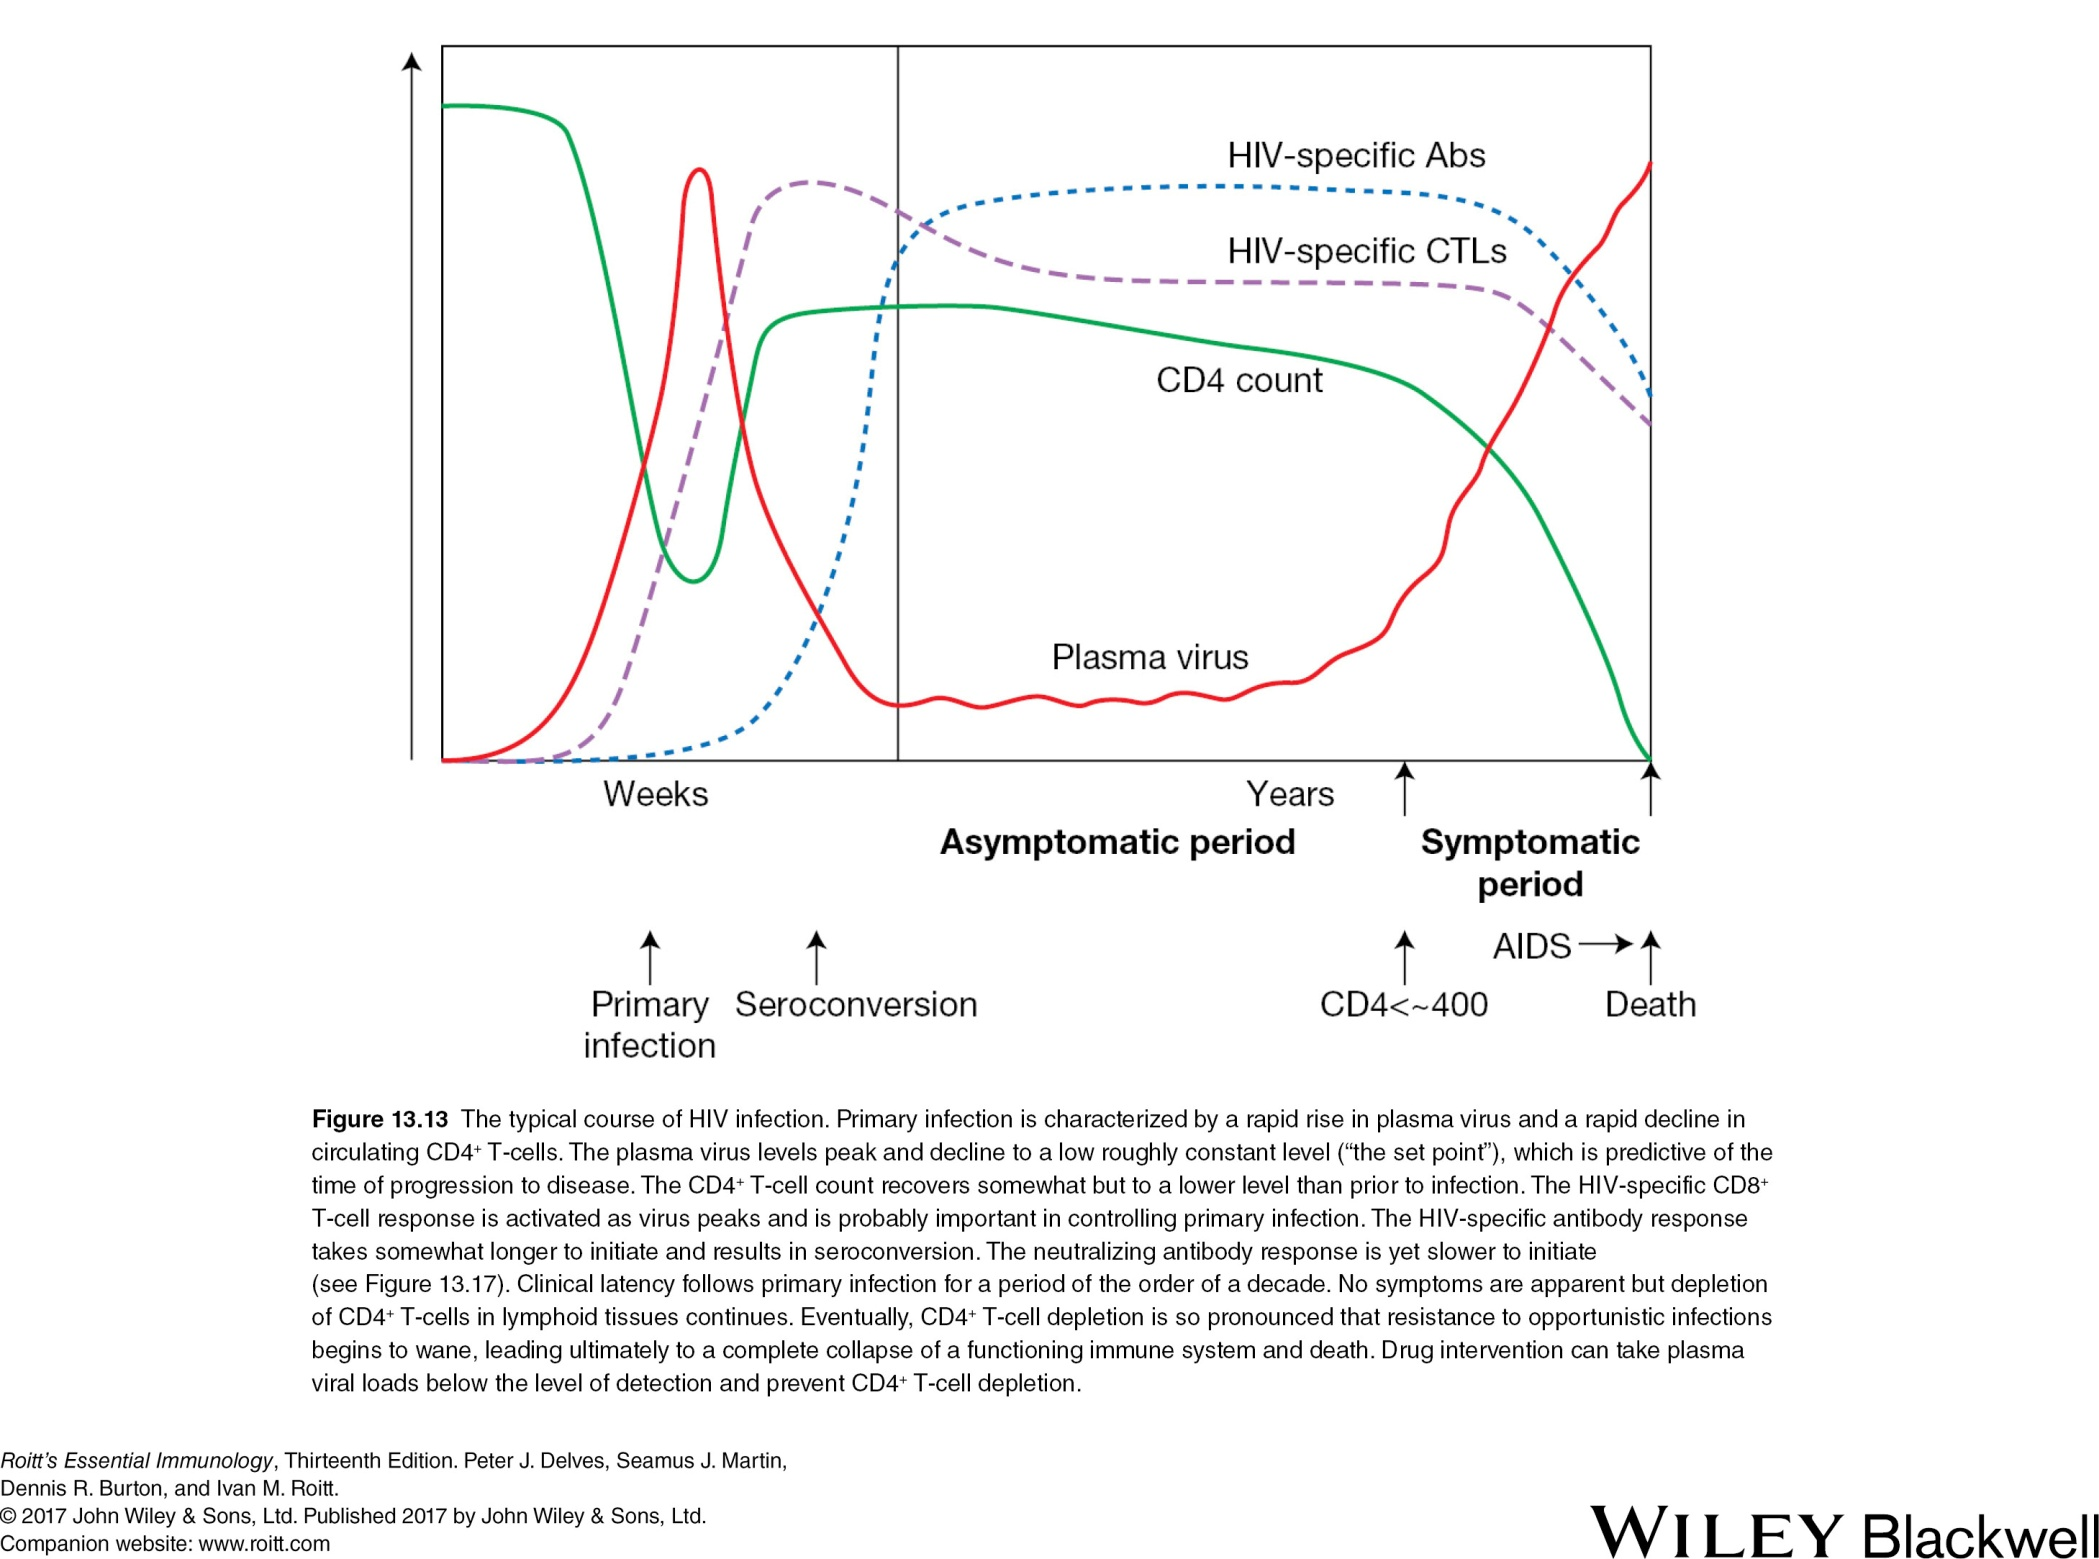 HIV-specific Abs
HIV-specific CTLs
CD4 count
Plasma virus
Weeks
Years
Asymptomatic period
Symptomatic
period
AIDS
Primary
infection
Seroconversion
CD4<~400
Death
Figure 13.13 The typical course of HIV infection. Primary infection is characterized by a rapid rise in plasma virus and a rapid decline in
circulating CD4⁺ T-cells. The plasma virus levels peak and decline to a low roughly constant level (“the set point”), which is predictive of the
time of progression to disease. The CD4⁺ T-cell count recovers somewhat but to a lower level than prior to infection. The HIV-specific CD8⁺
T-cell response is activated as virus peaks and is probably important in controlling primary infection. The HIV-specific antibody response
takes somewhat longer to initiate and results in seroconversion. The neutralizing antibody response is yet slower to initiate
(see Figure 13.17). Clinical latency follows primary infection for a period of the order of a decade. No symptoms are apparent but depletion
of CD4⁺ T-cells in lymphoid tissues continues. Eventually, CD4⁺ T-cell depletion is so pronounced that resistance to opportunistic infections
begins to wane, leading ultimately to a complete collapse of a functioning immune system and death. Drug intervention can take plasma
viral loads below the level of detection and prevent CD4⁺ T-cell depletion.
Roitt’s Essential Immunology, Thirteenth Edition. Peter J. Delves, Seamus J. Martin,
Dennis R. Burton, and Ivan M. Roitt.
© 2017 John Wiley & Sons, Ltd. Published 2017 by John Wiley & Sons, Ltd.
Companion website: www.roitt.com
WILEY Blackwell